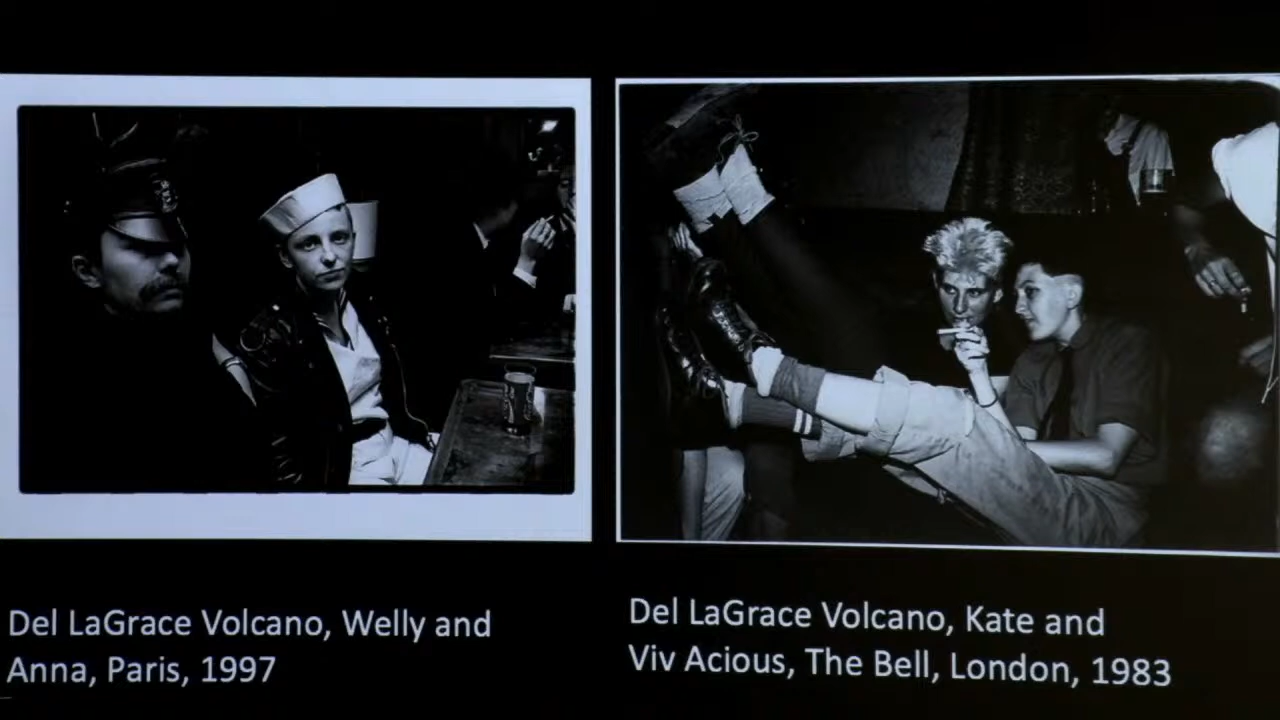 Del LaGrace Volcano, Welly and
Anna, Paris, 1997
Del LaGrace Volcano, Kate and
Viv Acious, The Bell, London, 1983